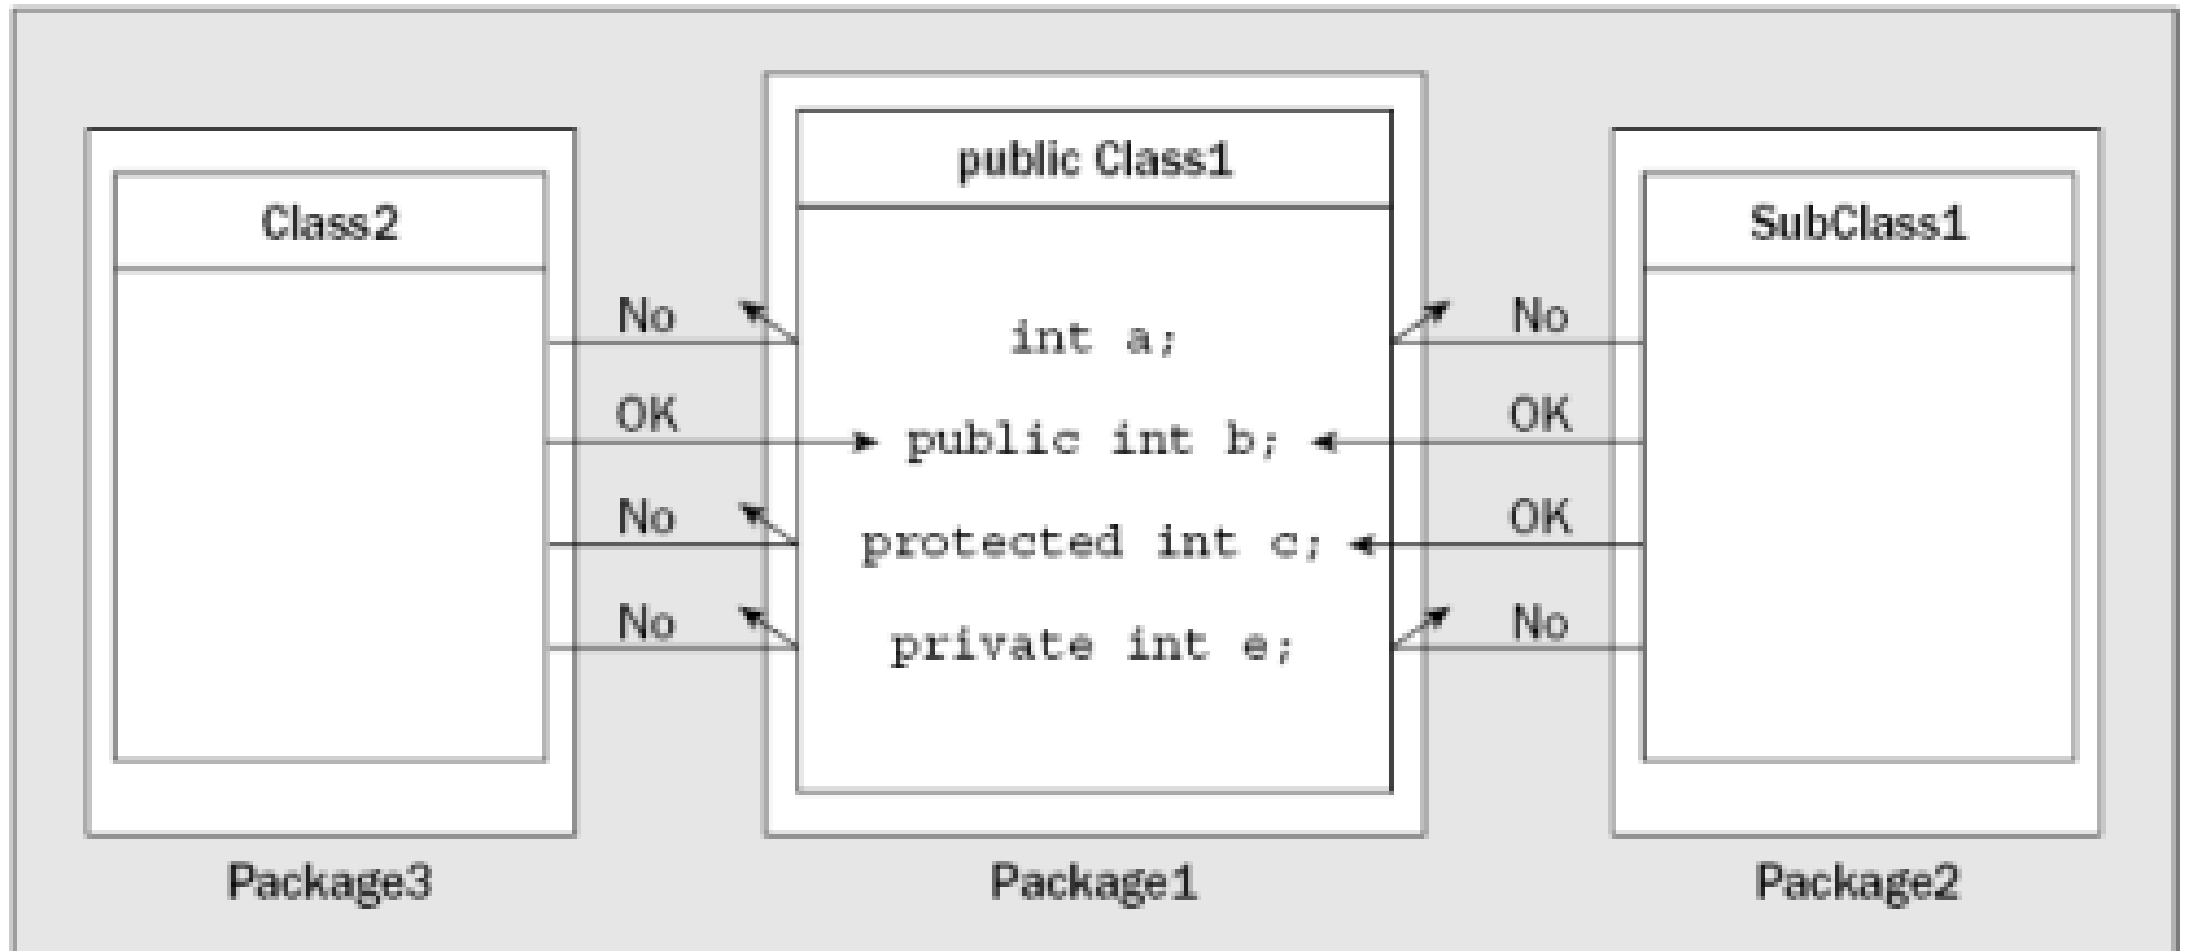 public Class1
Class2
SubClass1
No
int a;
No
OK
public int b;
OK
No
protected int c;
OK
No
private int e;
No
Package3
Package1
Package2